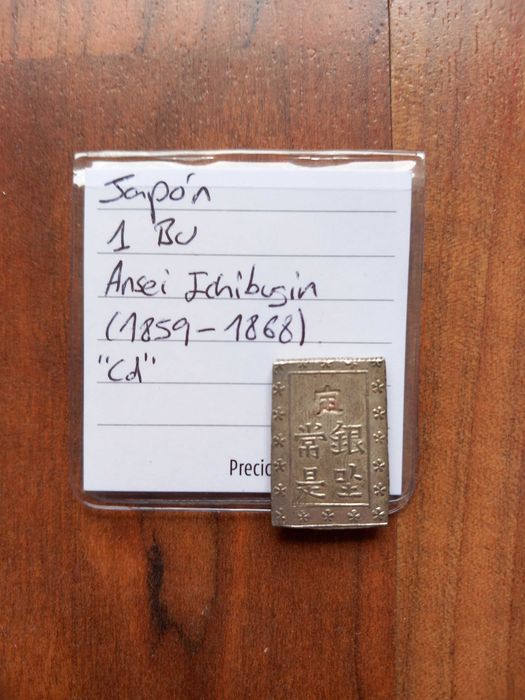 Japón
1 Bu
Ansei Ichibugin
(1859-1868)
"Cd"
Precio
定
銀座
常是